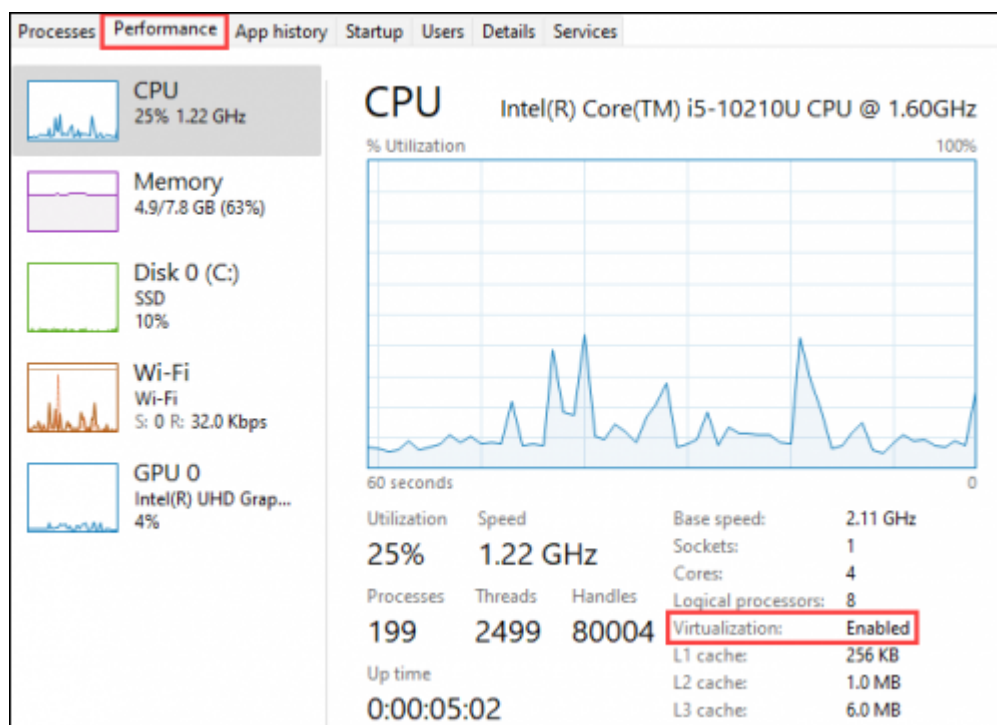 Processes Performance App history Startup Users Details Services
CPU
25% 1.22 GHz
Memory
4.9/7.8 GB (63%)
Disk 0 (C:)
SSD
10%
Wi-Fi
Wi-Fi
S: 0 R: 32.0 Kbps
GPU 0
Intel(R) UHD Grap...
4%
CPU Intel(R) Core(TM) i5-10210U CPU @ 1.60GHz
% Utilization 100%
60 seconds 0
Utilization Speed
25% 1.22 GHz
Processes Threads Handles
199 2499 80004
Up time
0:00:05:02
Base speed: 2.11 GHz
Sockets: 1
Cores: 4
Logical processors: 8
Virtualization: Enabled
L1 cache: 256 KB
L2 cache: 1.0 MB
L3 cache: 6.0 MB